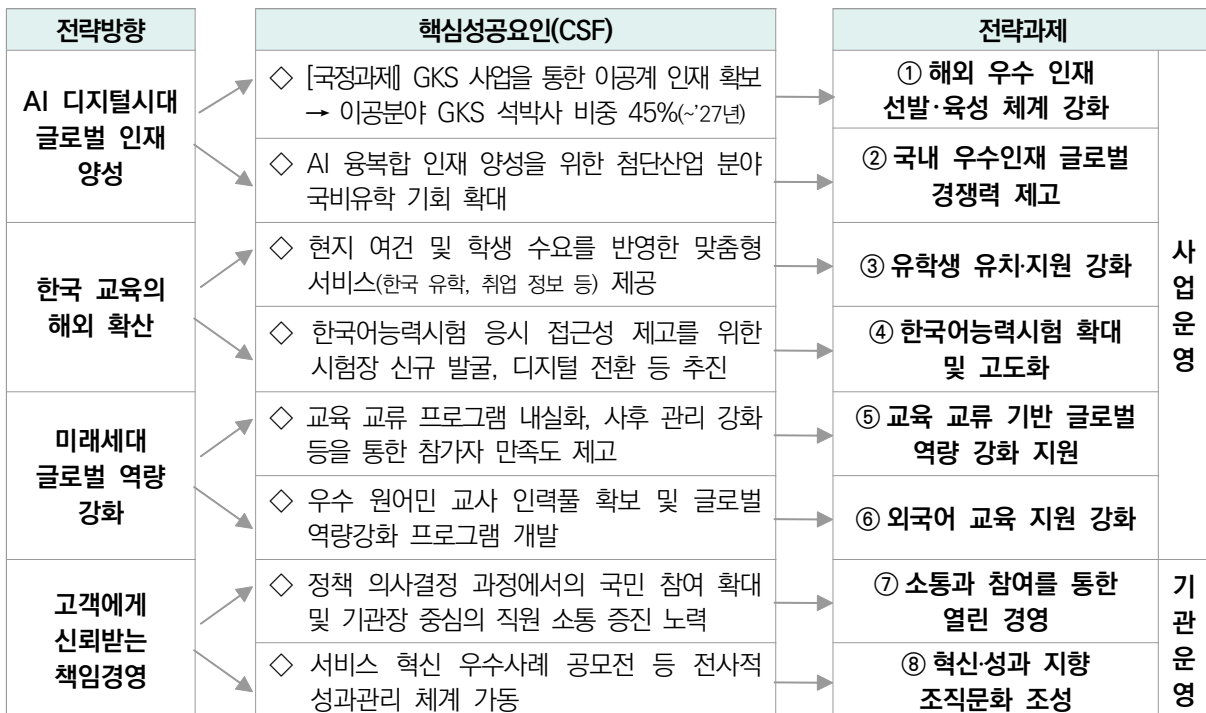 전략방향
핵심성공요인(CSF)
전략과제
AI 디지털시대
글로벌 인재
양성
◇ [국정과제] GKS 사업을 통한 이공계 인재 확보
→ 이공분야 GKS 석박사 비중 45%(~'27년)
① 해외 우수 인재
선발·육성 체계 강화
◇ AI 융복합 인재 양성을 위한 첨단산업 분야
국비유학 기회 확대
② 국내 우수인재 글로벌
경쟁력 제고
한국 교육의
해외 확산
◇ 현지 여건 및 학생 수요를 반영한 맞춤형
서비스(한국 유학, 취업 정보 등) 제공
③ 유학생 유치·지원 강화
◇ 한국어능력시험 응시 접근성 제고를 위한
시험장 신규 발굴, 디지털 전환 등 추진
④ 한국어능력시험 확대
및 고도화
미래세대
글로벌 역량
강화
◇ 교육 교류 프로그램 내실화, 사후 관리 강화
등을 통한 참가자 만족도 제고
⑤ 교육 교류 기반 글로벌
역량 강화 지원
◇ 우수 원어민 교사 인력풀 확보 및 글로벌
역량강화 프로그램 개발
⑥ 외국어 교육 지원 강화
사
업
운
영
고객에게
신뢰받는
책임경영
◇ 정책 의사결정 과정에서의 국민 참여 확대
및 기관장 중심의 직원 소통 증진 노력
⑦ 소통과 참여를 통한
열린 경영
◇ 서비스 혁신 우수사례 공모전 등 전사적
성과관리 체계 가동
⑧ 혁신·성과 지향
조직문화 조성
기
관
운
영